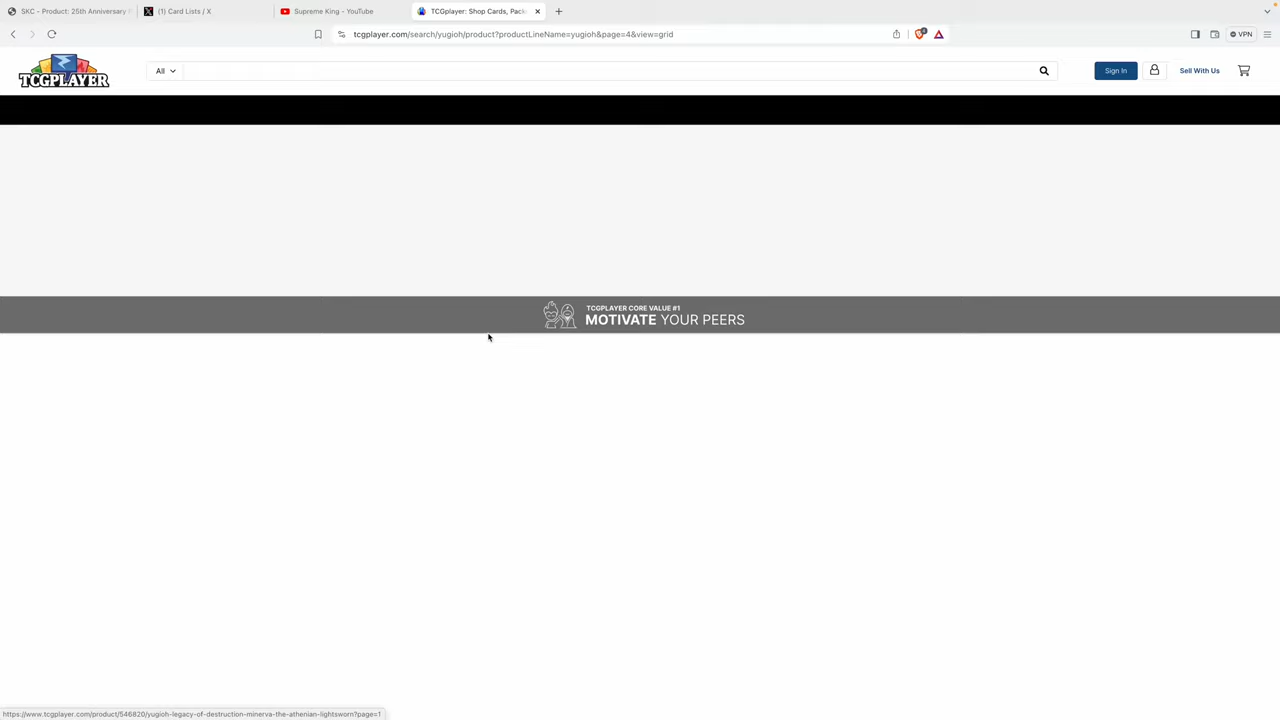 SKC - Product: 25th Anniversary
(1) Card Lists / X
Supreme King - YouTube
TCGplayer: Shop Cards, Pack
tcgplayer.com/search/yugioh/product?productLineName=yugioh&page=4&view=grid
VPN
TCGPLAYER
All
Sign In
Sell With Us
TCGPLAYER CORE VALUE #1
MOTIVATE YOUR PEERS
https://www.tcgplayer.com/product/546820/yugioh-legacy-of-destruction-minerva-the-athenian-lightsworn?page=1